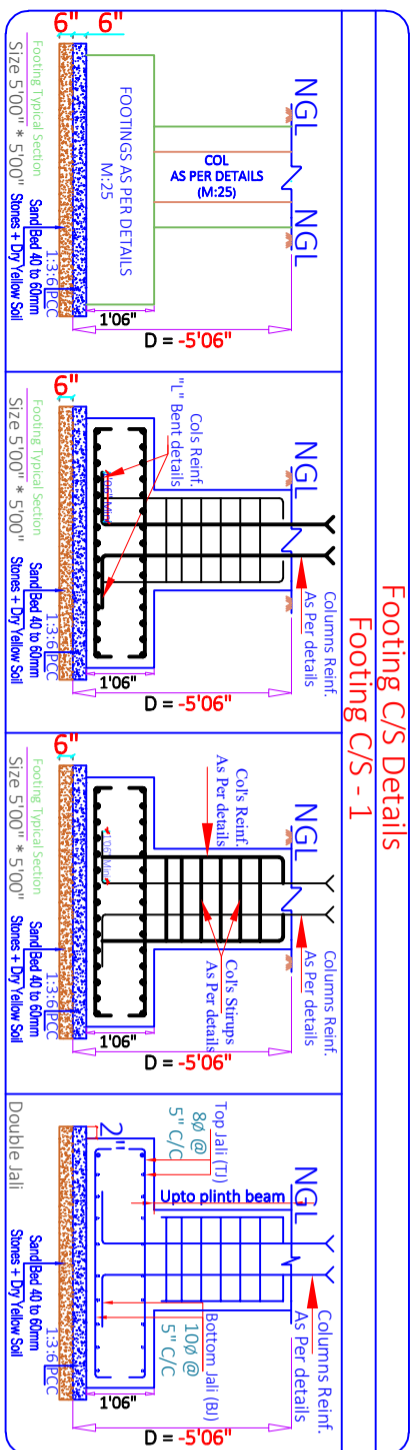 Footing C/S Details
Footing C/S - 1
NGL
NGL
COL
AS PER DETAILS
(M:25)
FOOTINGS AS PER DETAILS
M:25
1'06"
D = -5'06"
6"
6"
1:3:6 PCC
Sand Bed 40 to 60mm
Stones + Dry Yellow Soil
Footing Typical Section
Size 5'00" * 5'00"
NGL
Columns Reinf.
As Per details
Cols Reinf.
"L" Bent details
1'06" Min
1'06"
D = -5'06"
6"
1:3:6 PCC
Sand Bed 40 to 60mm
Stones + Dry Yellow Soil
Footing Typical Section
Size 5'00" * 5'00"
NGL
Columns Reinf.
As Per details
Col's Reinf.
As Per details
Col's Stirups
As Per details
1'06" Min
1'06"
D = -5'06"
6"
1:3:6 PCC
Sand Bed 40 to 60mm
Stones + Dry Yellow Soil
Footing Typical Section
Size 5'00" * 5'00"
NGL
Columns Reinf.
As Per details
Upto plinth beam
Top Jali (TJ)
8ø @
5" C/C
Bottom Jali (BJ)
10ø @
5" C/C
2"
1'06"
D = -5'06"
1:3:6 PCC
Sand Bed 40 to 60mm
Stones + Dry Yellow Soil
Double Jali